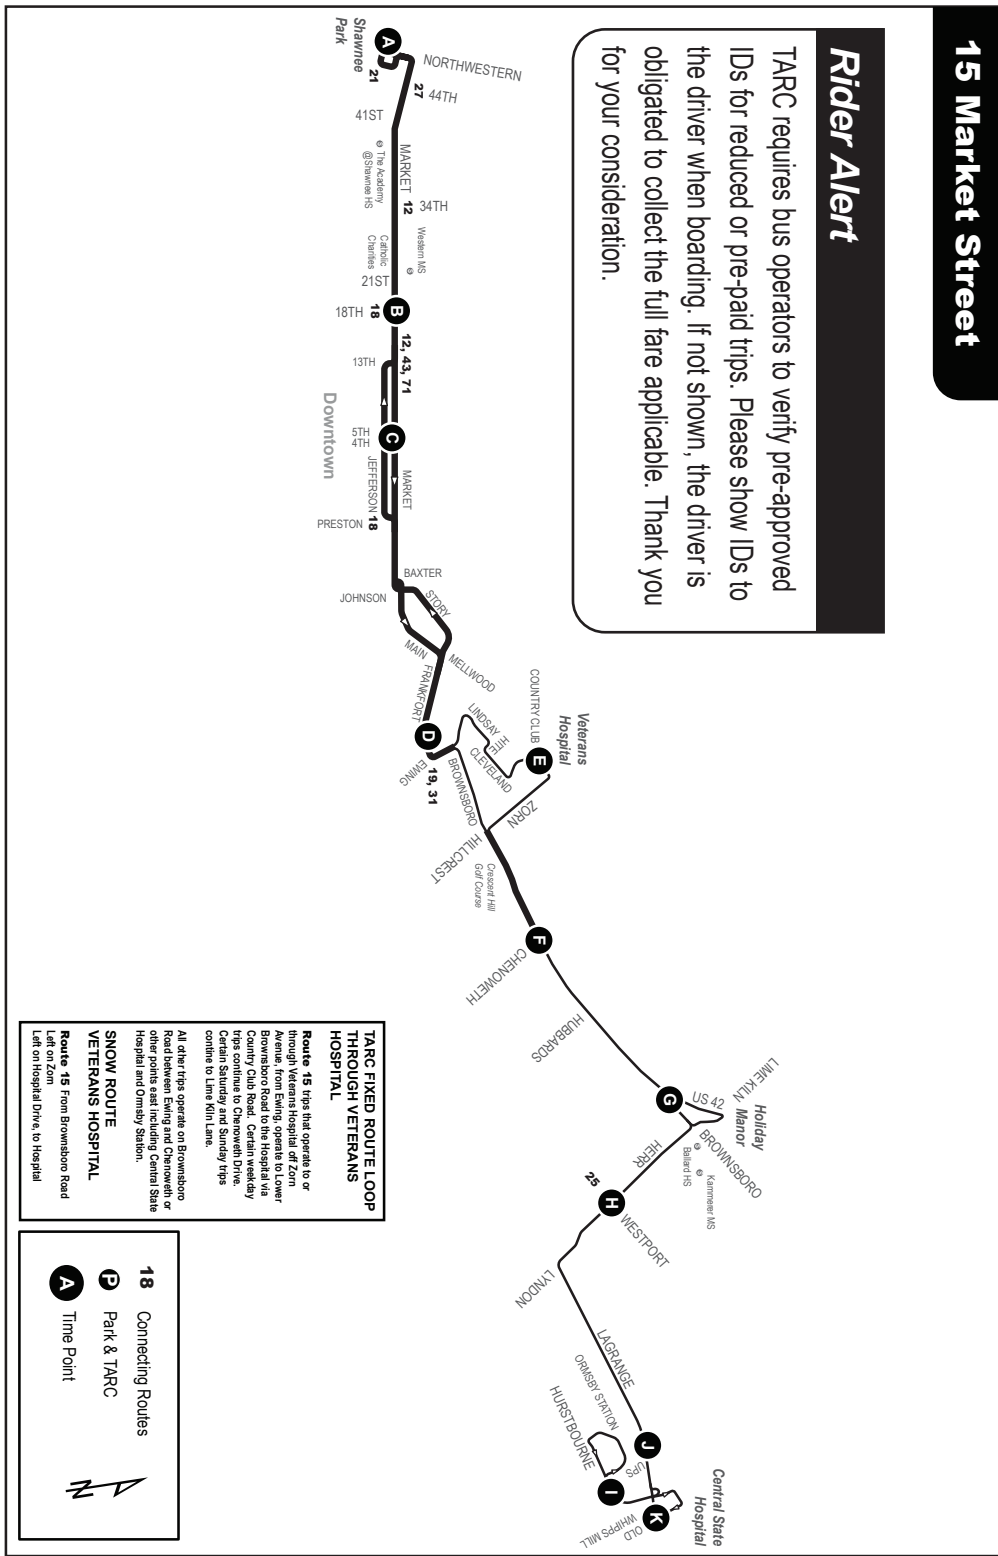 15 Market Street
Rider Alert
TARC requires bus operators to verify pre-approved
IDs for reduced or pre-paid trips. Please show IDs to
the driver when boarding. If not shown, the driver is
obligated to collect the full fare applicable. Thank you
for your consideration.
A
Shawnee
Park
21
NORTHWESTERN
27
44TH
41ST
MARKET
The Academy
@Shawnee HS
12
34TH
Western MS
Catholic
Charities
21ST
B
18TH
18
12, 43, 71
13TH
Downtown
C
5TH
4TH
JEFFERSON
MARKET
18
PRESTON
BAXTER
JOHNSON
STORY
MAIN
MELLWOOD
FRANKFORT
D
EWING
19, 31
LINDSAY
HITE
CLEVELAND
BROWNSBORO
COUNTRY CLUB
E
Veterans
Hospital
ZORN
HILLCREST
Crescent Hill
Golf Course
F
CHENOWETH
HUBBARDS
G
US 42
LIME KILN
Holiday
Manor
BROWNSBORO
HERR
Ballard HS
Kammerer MS
25
H
WESTPORT
LYNDON
LAGRANGE
ORMSBY STATION
HURSTBOURNE
J
UPS
I
K
OLD
WHIPPS MILL
Central State
Hospital
TARC FIXED ROUTE LOOP
THROUGH VETERANS
HOSPITAL
Route 15 trips that operate to or
through Veterans Hospital off Zorn
Avenue, from Ewing, operate to Lower
Brownsboro Road to the Hospital via
Country Club Road. Certain weekday
trips continue to Chenoweth Drive.
Certain Saturday and Sunday trips
contine to Lime Kiln Lane.
All other trips operate on Brownsboro
Road between Ewing and Chenoweth or
other points east including Central State
Hospital and Ormsby Station.
SNOW ROUTE
VETERANS HOSPITAL
Route 15 From Brownsboro Road
Left on Zorn
Left on Hospital Drive, to Hospital
18 Connecting Routes
P Park & TARC
A Time Point
N